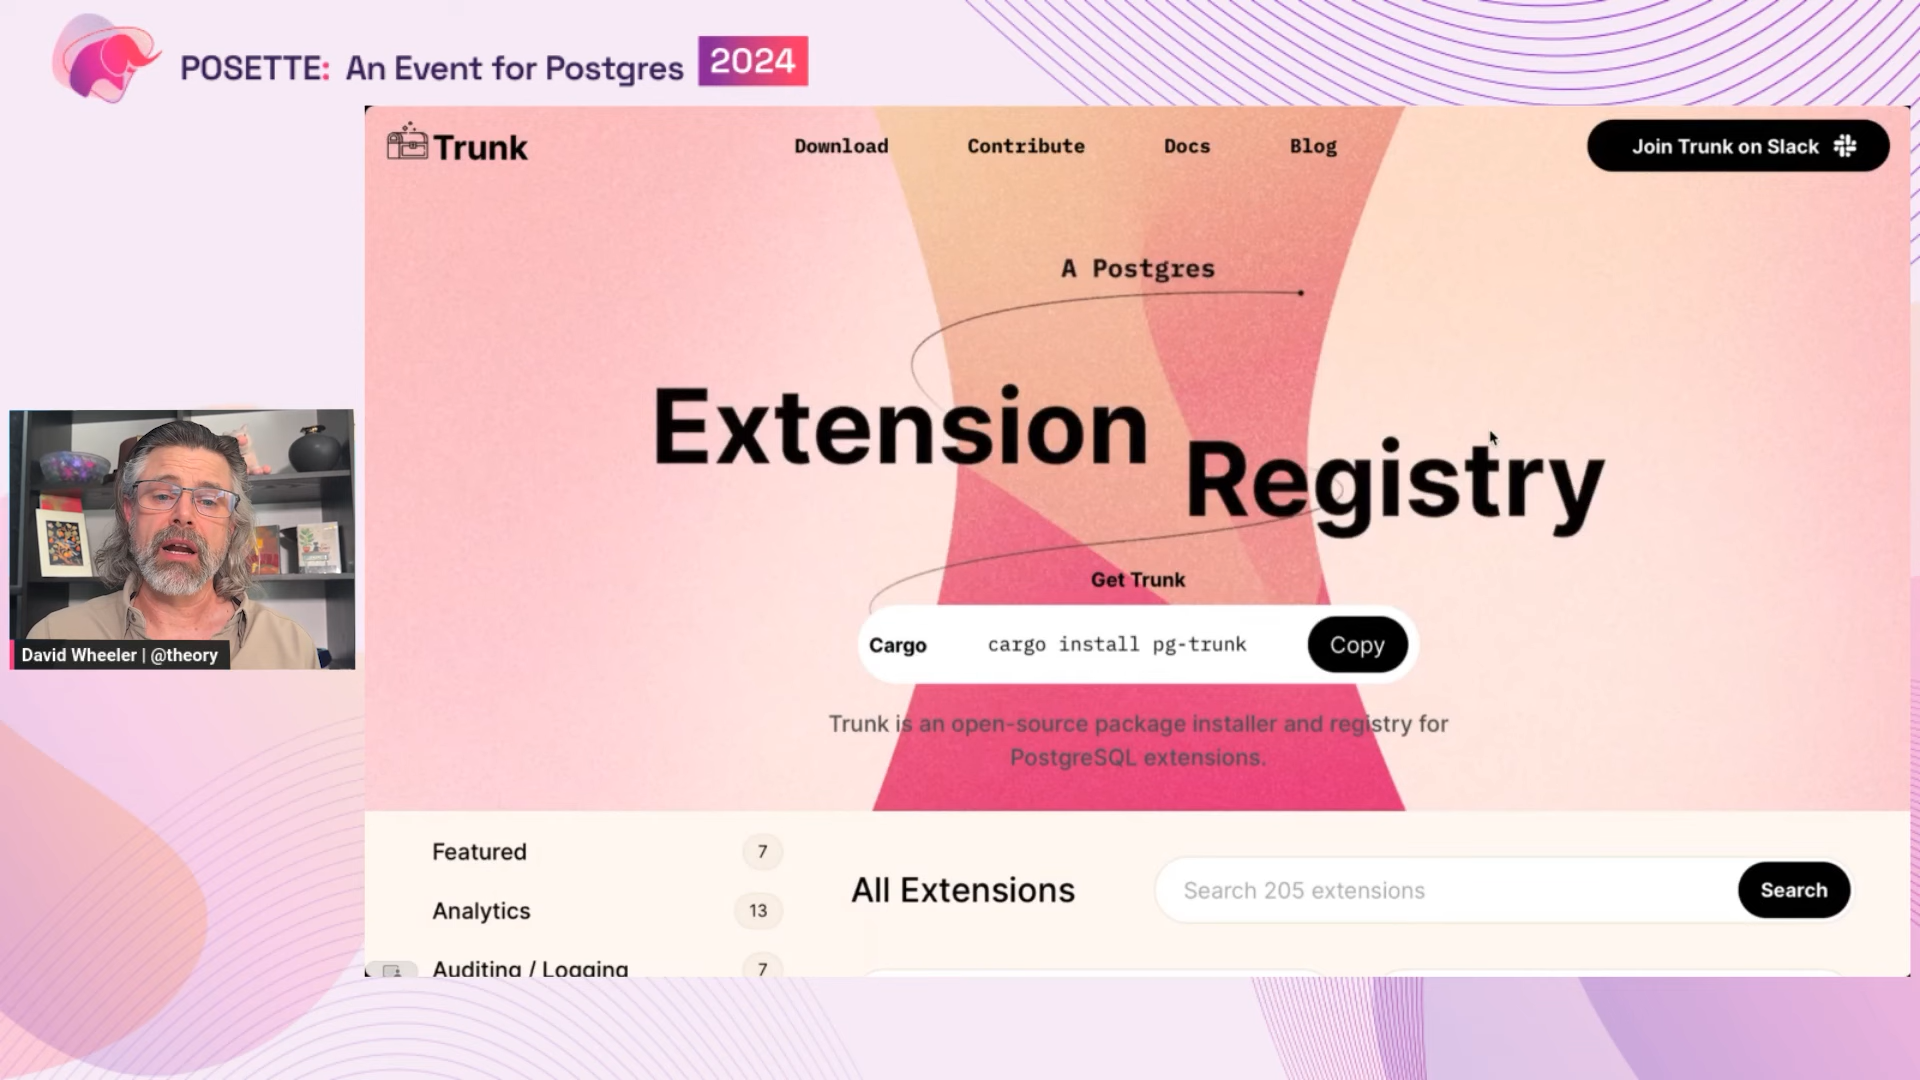 POSETTE: An Event for Postgres 2024
Trunk
Download
Contribute
Docs
Blog
Join Trunk on Slack
A Postgres
Extension
Registry
Get Trunk
Cargo
cargo install pg-trunk
Copy
Trunk is an open-source package installer and registry for
PostgreSQL extensions.
David Wheeler | @theory
Featured
7
Analytics
13
Auditing / Logging
7
All Extensions
Search 205 extensions
Search